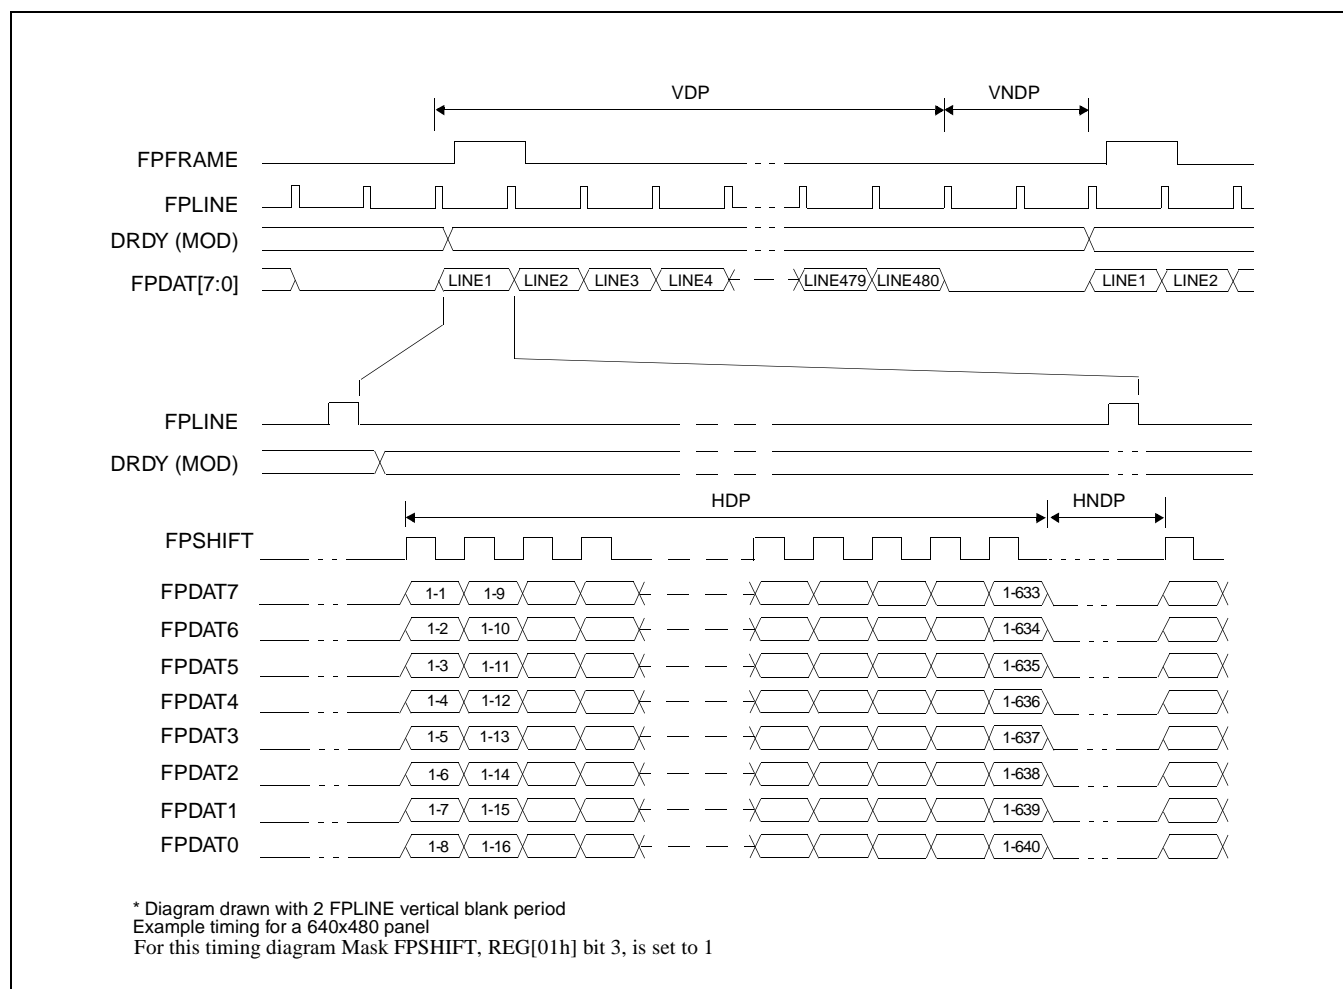 VDP VNDP
FPFRAME
FPLINE
DRDY (MOD)
FPDAT[7:0] LINE1 LINE2 LINE3 LINE4 LINE479 LINE480 LINE1 LINE2
FPLINE
DRDY (MOD)
HDP HNDP
FPSHIFT
FPDAT7 1-1 1-9 1-633
FPDAT6 1-2 1-10 1-634
FPDAT5 1-3 1-11 1-635
FPDAT4 1-4 1-12 1-636
FPDAT3 1-5 1-13 1-637
FPDAT2 1-6 1-14 1-638
FPDAT1 1-7 1-15 1-639
FPDAT0 1-8 1-16 1-640
* Diagram drawn with 2 FPLINE vertical blank period
Example timing for a 640x480 panel
For this timing diagram Mask FPSHIFT, REG[01h] bit 3, is set to 1